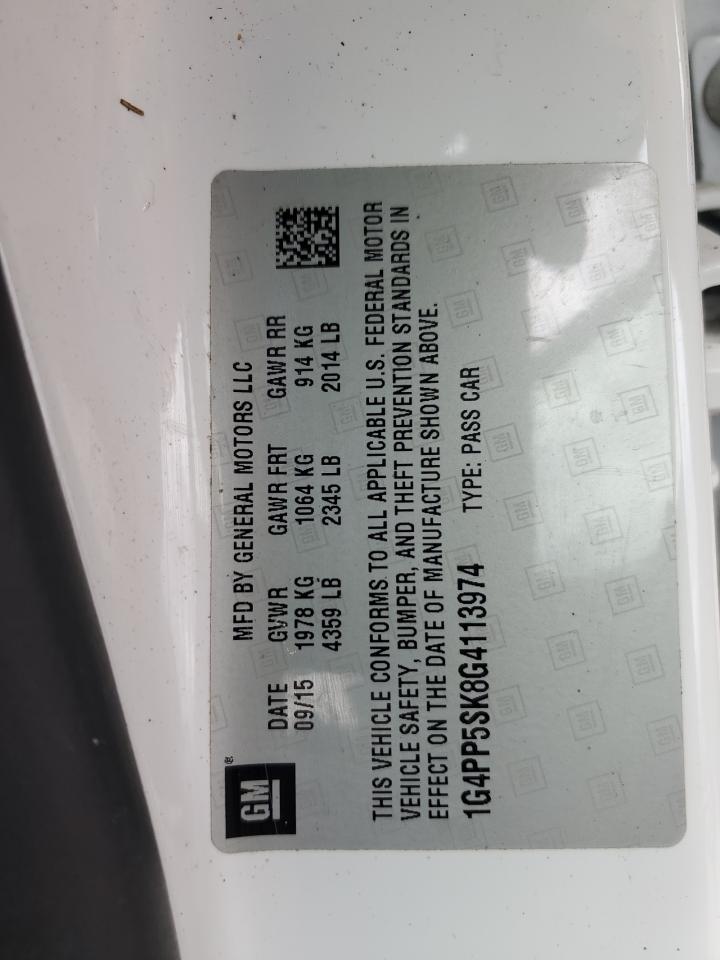 GM®
MFD BY GENERAL MOTORS LLC
DATE GVWR GAWR FRT GAWR RR
09/15 1978 KG 1064 KG 914 KG
4359 LB 2345 LB 2014 LB
THIS VEHICLE CONFORMS TO ALL APPLICABLE U.S. FEDERAL MOTOR
VEHICLE SAFETY, BUMPER, AND THEFT PREVENTION STANDARDS IN
EFFECT ON THE DATE OF MANUFACTURE SHOWN ABOVE.
1G4PP5SK8G4113974 TYPE: PASS CAR